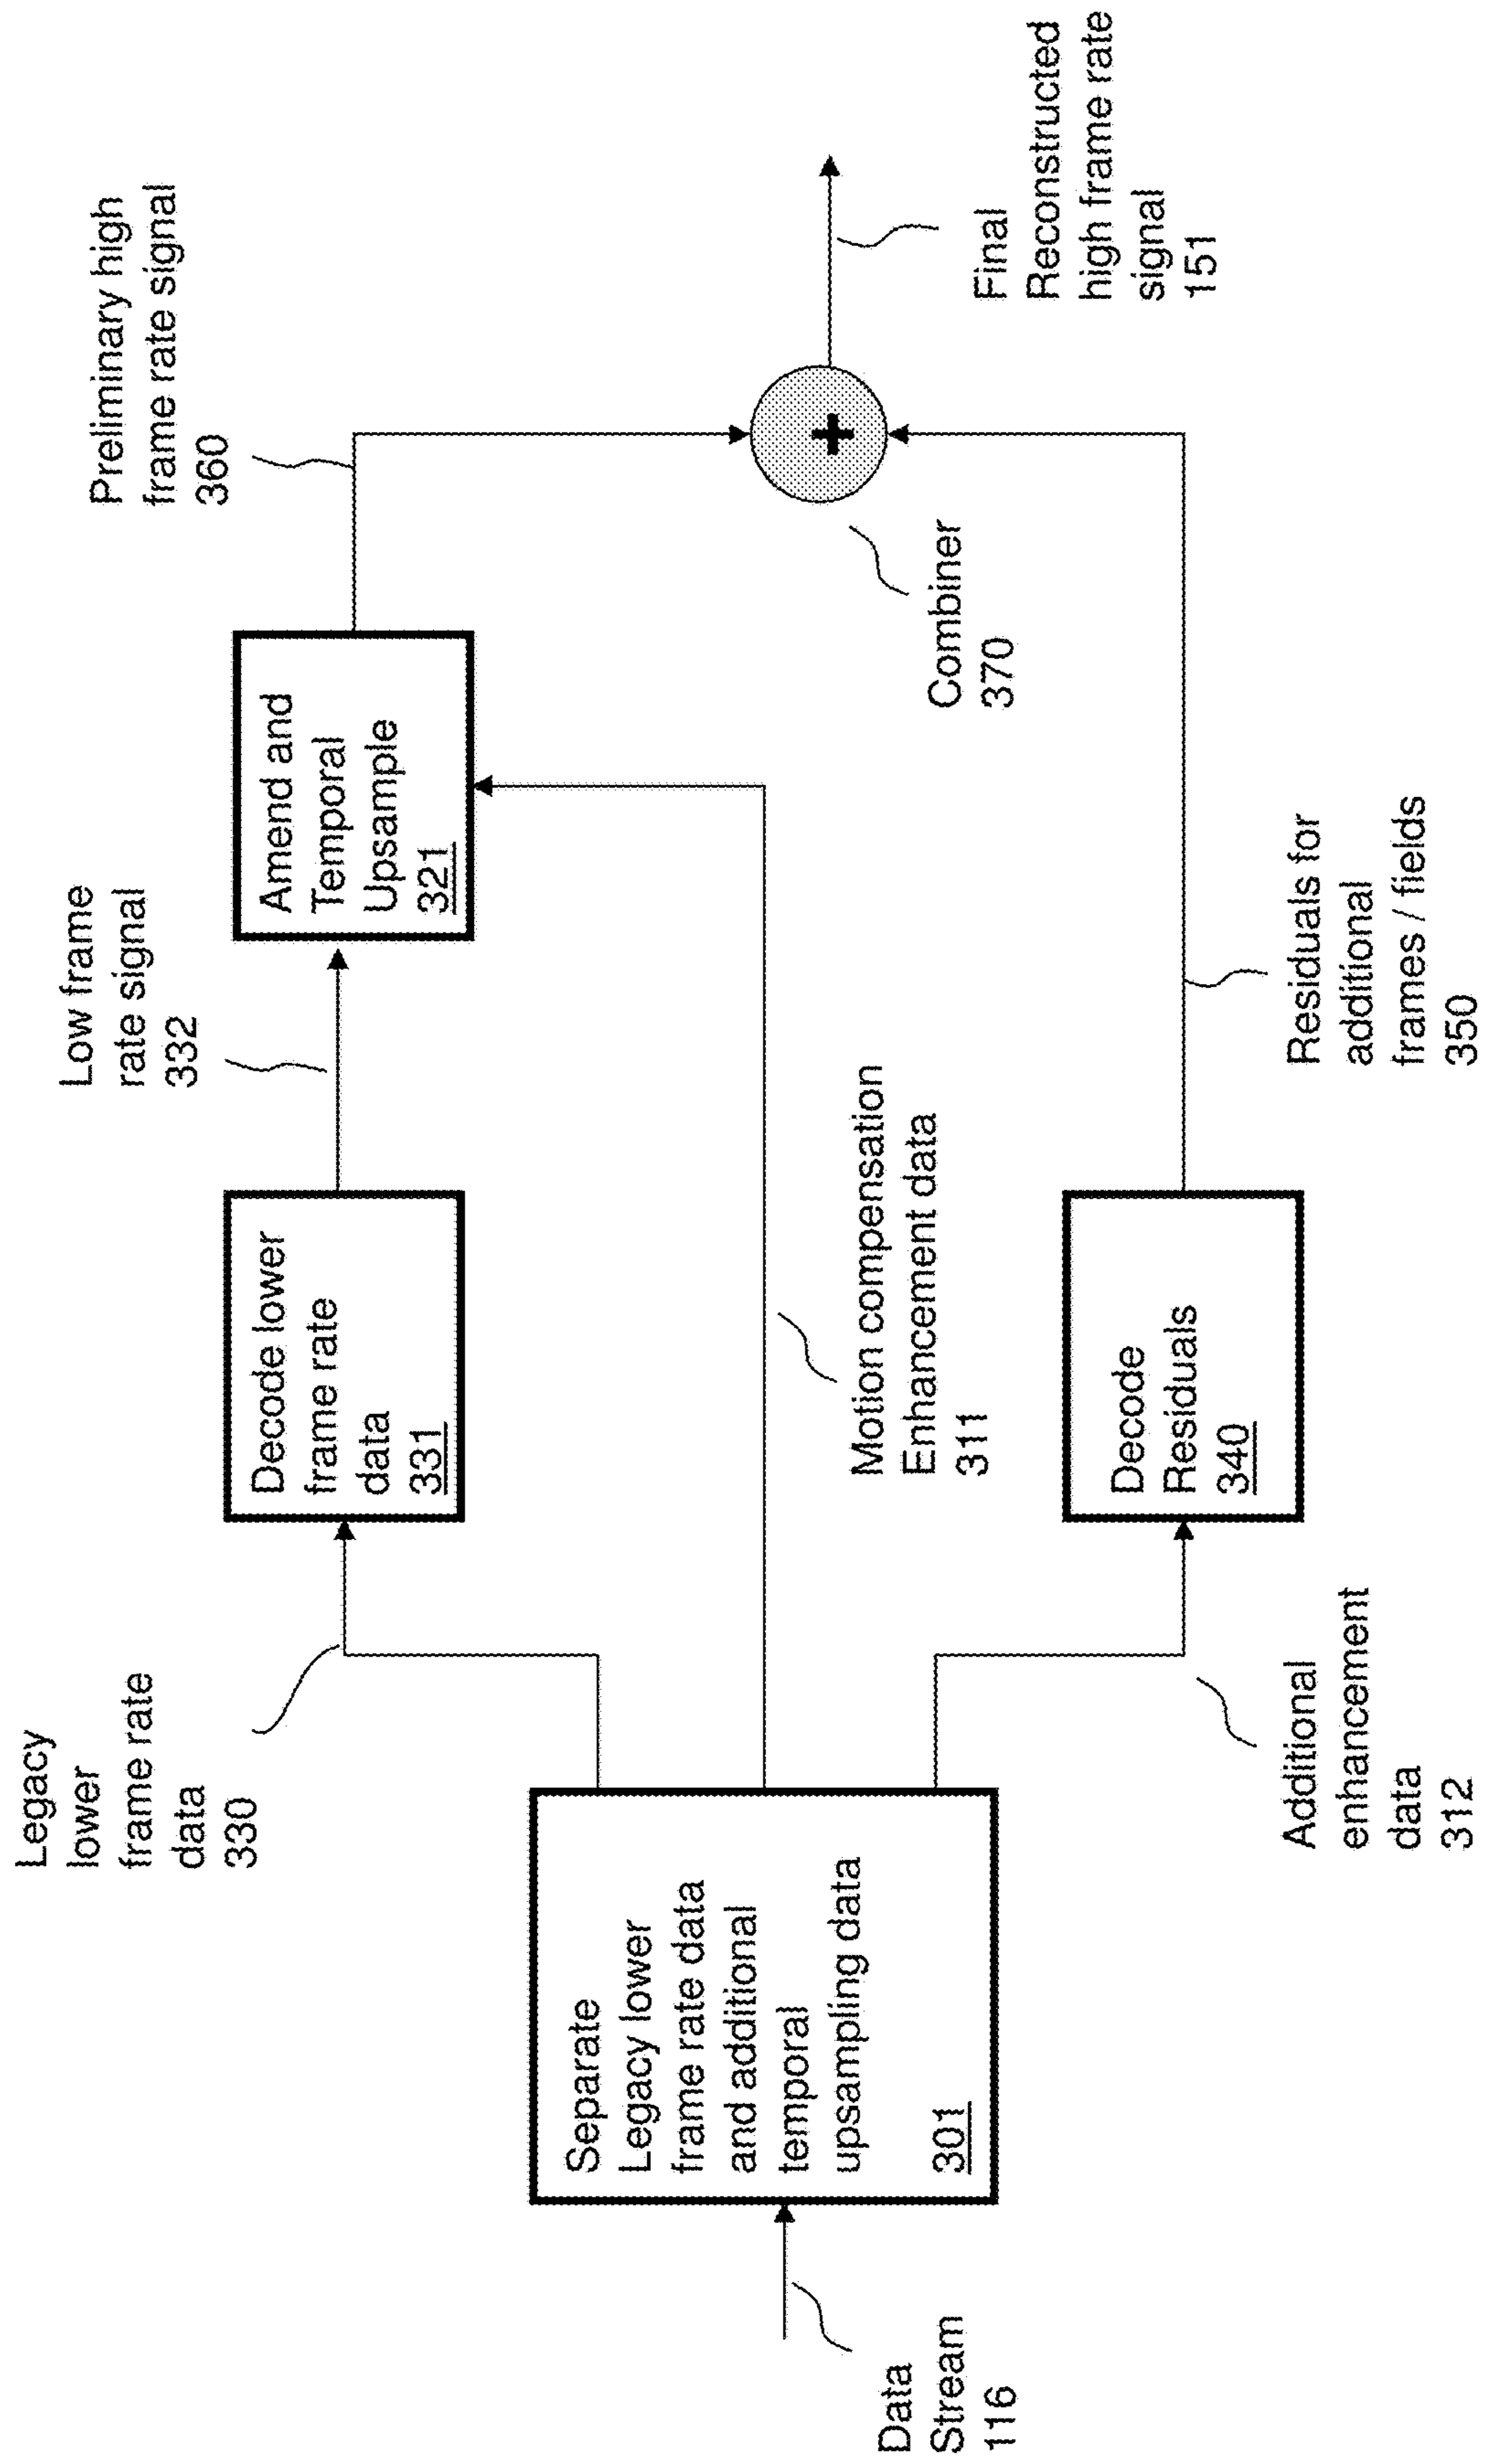 Data
Stream
116
Separate
Legacy lower
frame rate data
and additional
temporal
upsampling data
301
Legacy
lower
frame rate
data
330
Decode lower
frame rate
data
331
Low frame
rate signal
332
Amend and
Temporal
Upsample
321
Preliminary high
frame rate signal
360
Motion compensation
Enhancement data
311
Additional
enhancement
data
312
Decode
Residuals
340
Residuals for
additional
frames / fields
350
Combiner
370
+
Final
Reconstructed
high frame rate
signal
151